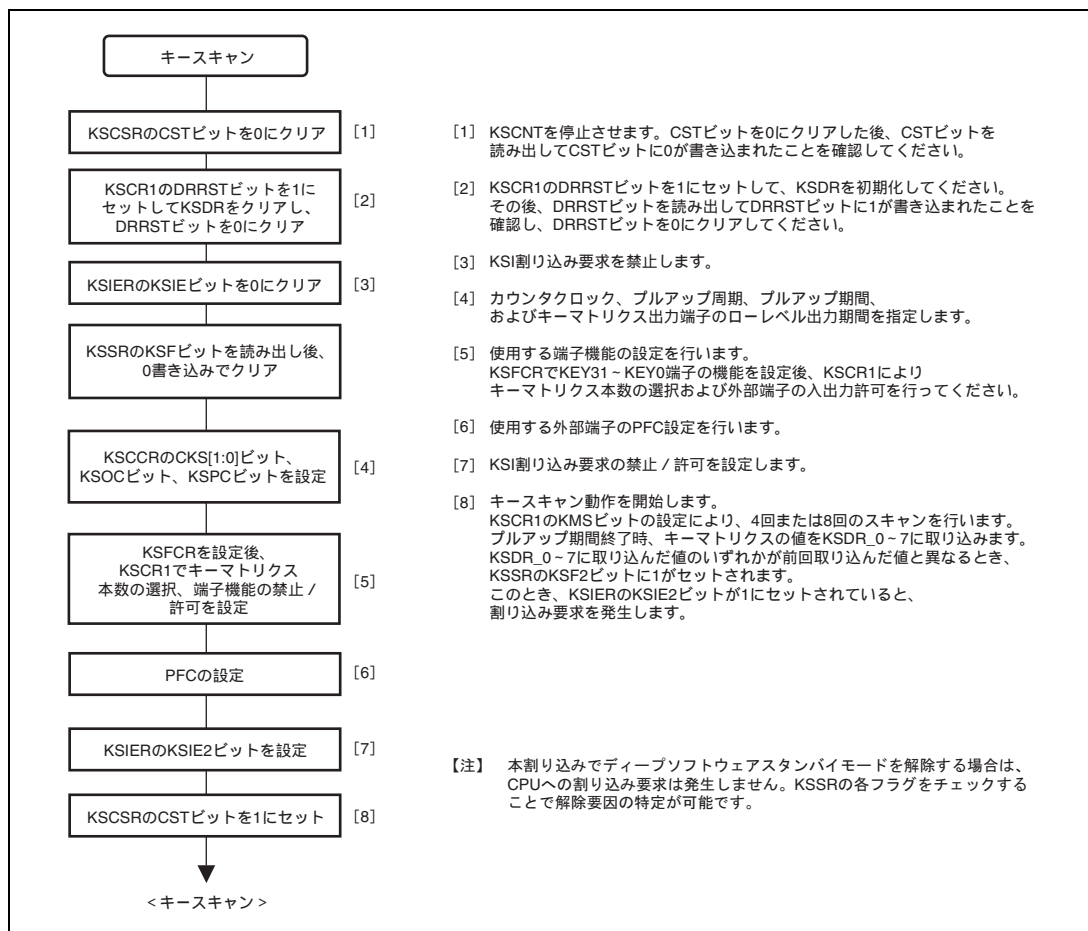 キースキャン
KSCSRのCSTビットを0にクリア [1]
KSCR1のDRRSTビットを1に
セットしてKSDRをクリアし、
DRRSTビットを0にクリア
[2]
KSIERのKSIEビットを0にクリア [3]
KSSRのKSFビットを読み出し後、
0書き込みでクリア
KSCCRのCKS[1:0]ビット、
KSOCビット、KSPCビットを設定
[4]
KSFCRを設定後、
KSCR1でキーマトリクス
本数の選択、端子機能の禁止 /
許可を設定
[5]
PFCの設定 [6]
KSIERのKSIE2ビットを設定 [7]
KSCSRのCSTビットを1にセット [8]
<キースキャン>
[1] KSCNTを停止させます。CSTビットを0にクリアした後、CSTビットを
読み出してCSTビットに0が書き込まれたことを確認してください。
[2] KSCR1のDRRSTビットを1にセットして、KSDRを初期化してください。
その後、DRRSTビットを読み出してDRRSTビットに1が書き込まれたことを
確認し、DRRSTビットを0にクリアしてください。
[3] KSI割り込み要求を禁止します。
[4] カウンタクロック、プルアップ周期、プルアップ期間、
およびキーマトリクス出力端子のローレベル出力期間を指定します。
[5] 使用する端子機能の設定を行います。
KSFCRでKEY31~KEY0端子の機能を設定後、KSCR1により
キーマトリクス本数の選択および外部端子の入出力許可を行ってください。
[6] 使用する外部端子のPFC設定を行います。
[7] KSI割り込み要求の禁止 / 許可を設定します。
[8] キースキャン動作を開始します。
KSCR1のKMSビットの設定により、4回または8回のスキャンを行います。
プルアップ期間終了時、キーマトリクスの値をKSDR_0~7に取り込みます。
KSDR_0~7に取り込んだ値のいずれかが前回取り込んだ値と異なるとき、
KSSRのKSF2ビットに1がセットされます。
このとき、KSIERのKSIE2ビットが1にセットされていると、
割り込み要求を発生します。
【注】 本割り込みでディープソフトウェアスタンバイモードを解除する場合は、
CPUへの割り込み要求は発生しません。KSSRの各フラグをチェックする
ことで解除要因の特定が可能です。